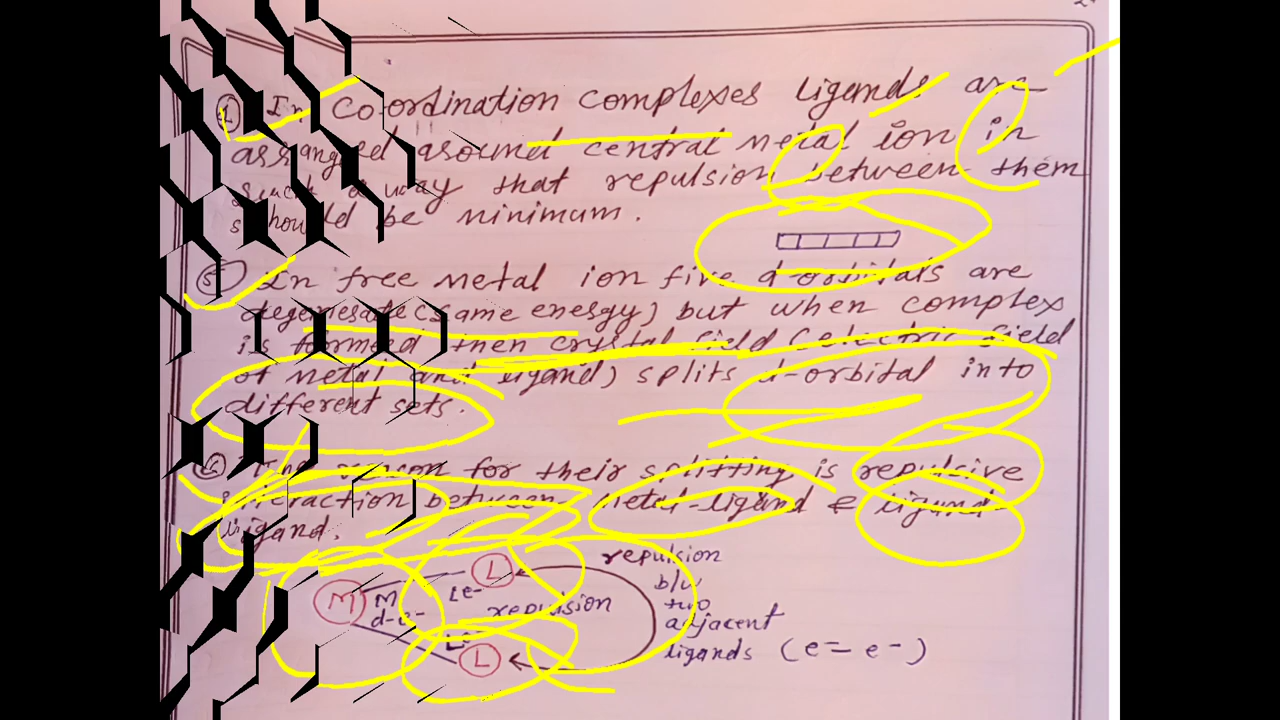 In coordination complexes ligands are
arranged around central metal ion in
such a way that repulsion between them
should be minimum.
⑤ In free metal ion five d-orbitals are
degenerate (same energy) but when complex
is formed then crystal field (electric field
of metal and ligand) splits d-orbital into
different sets.
⑥ The reason for their splitting is repulsive
interaction between metal-ligand & ligand-
ligand.
repulsion
b/w
two
adjacent
ligands (e- e-)
M
M
d-e-
L
Le-
repulsion
L